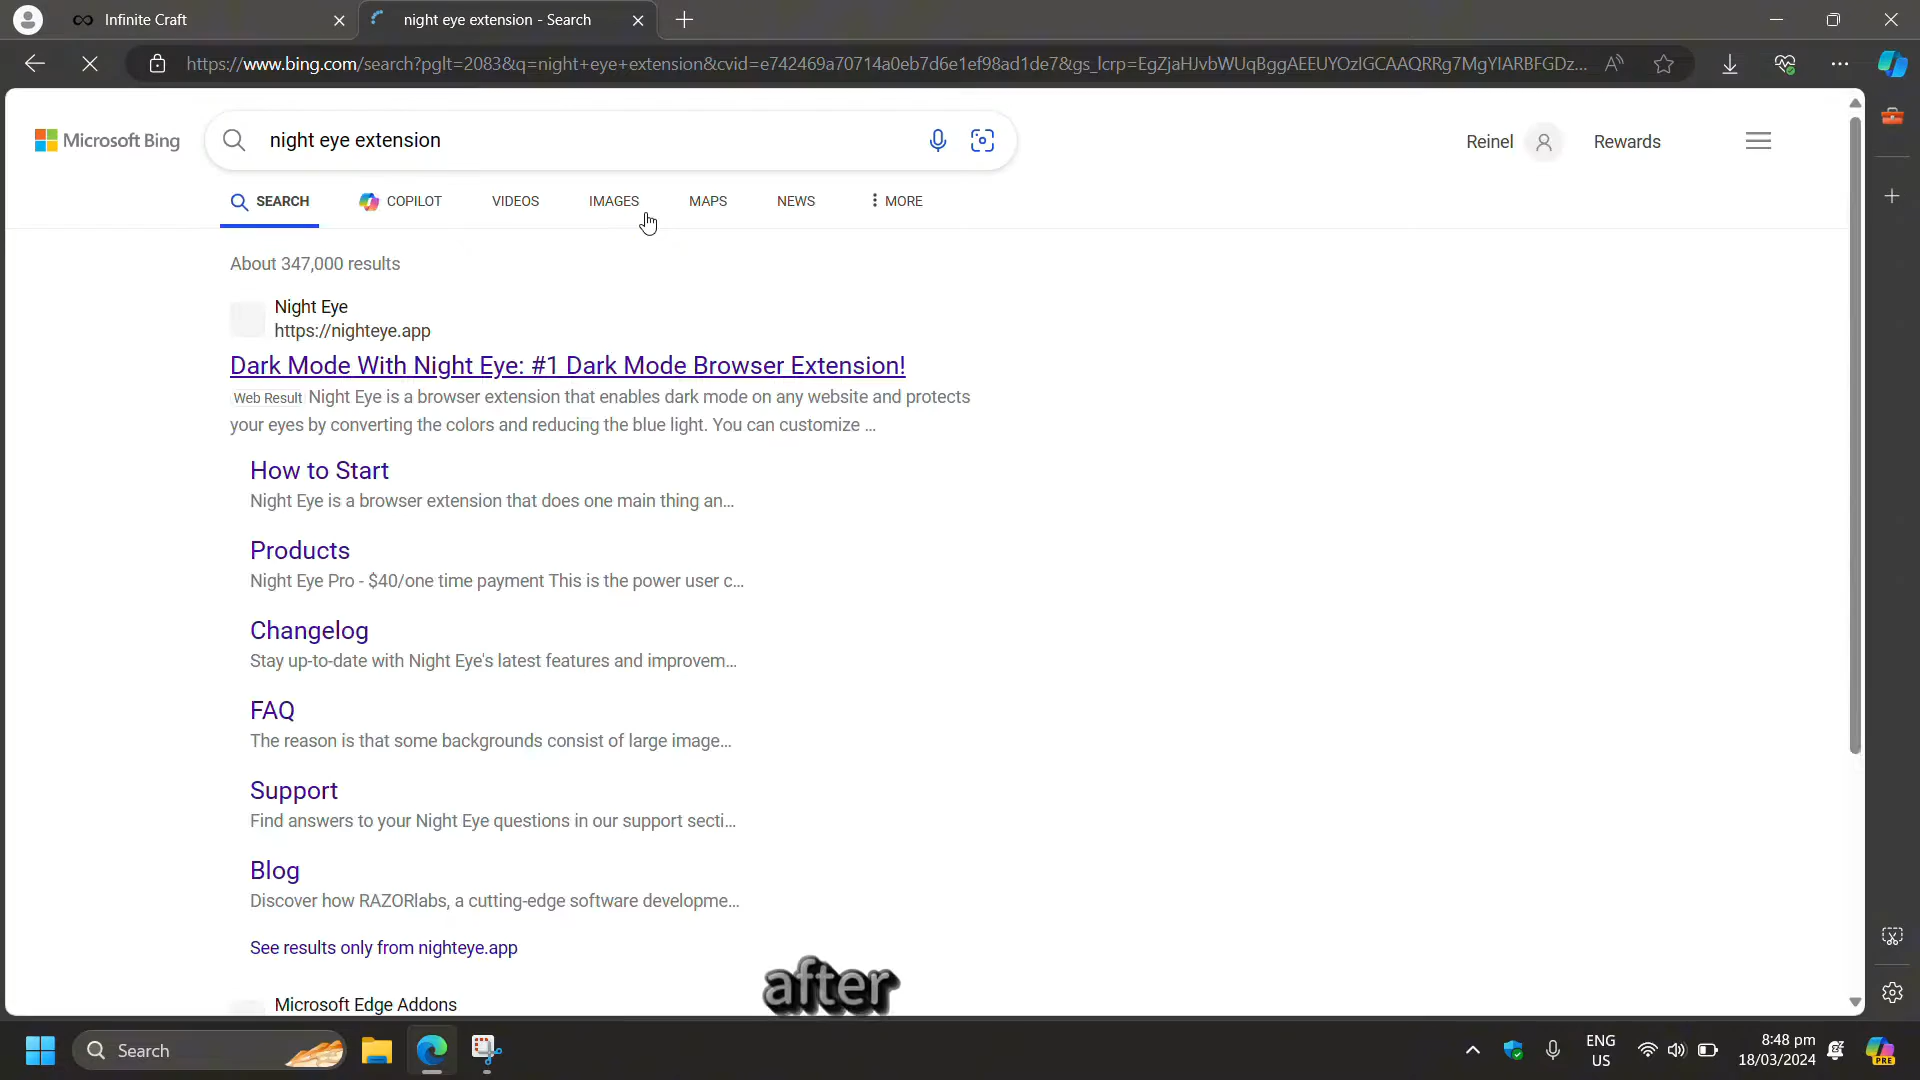 Infinite Craft
night eye extension - Search
https://www.bing.com/search?pglt=2083&q=night+eye+extension&cvid=e742469a70714a0eb7d6e1ef98ad1de7&gs_lcrp=EgZjaHJvbWUqBggAEEUYOzIGCAAQRRg7MgYIARBFGDz...
Microsoft Bing
night eye extension
Reinel
Rewards
SEARCH
COPILOT
VIDEOS
IMAGES
MAPS
NEWS
MORE
About 347,000 results
Night Eye
https://nighteye.app
Dark Mode With Night Eye: #1 Dark Mode Browser Extension!
Web Result Night Eye is a browser extension that enables dark mode on any website and protects
your eyes by converting the colors and reducing the blue light. You can customize ...
How to Start
Night Eye is a browser extension that does one main thing an...
Products
Night Eye Pro - $40/one time payment This is the power user c...
Changelog
Stay up-to-date with Night Eye's latest features and improvem...
FAQ
The reason is that some backgrounds consist of large image...
Support
Find answers to your Night Eye questions in our support secti...
Blog
Discover how RAZORlabs, a cutting-edge software developme...
See results only from nighteye.app
after
Microsoft Edge Addons
Search
ENG
US
8:48 pm
18/03/2024
PRE